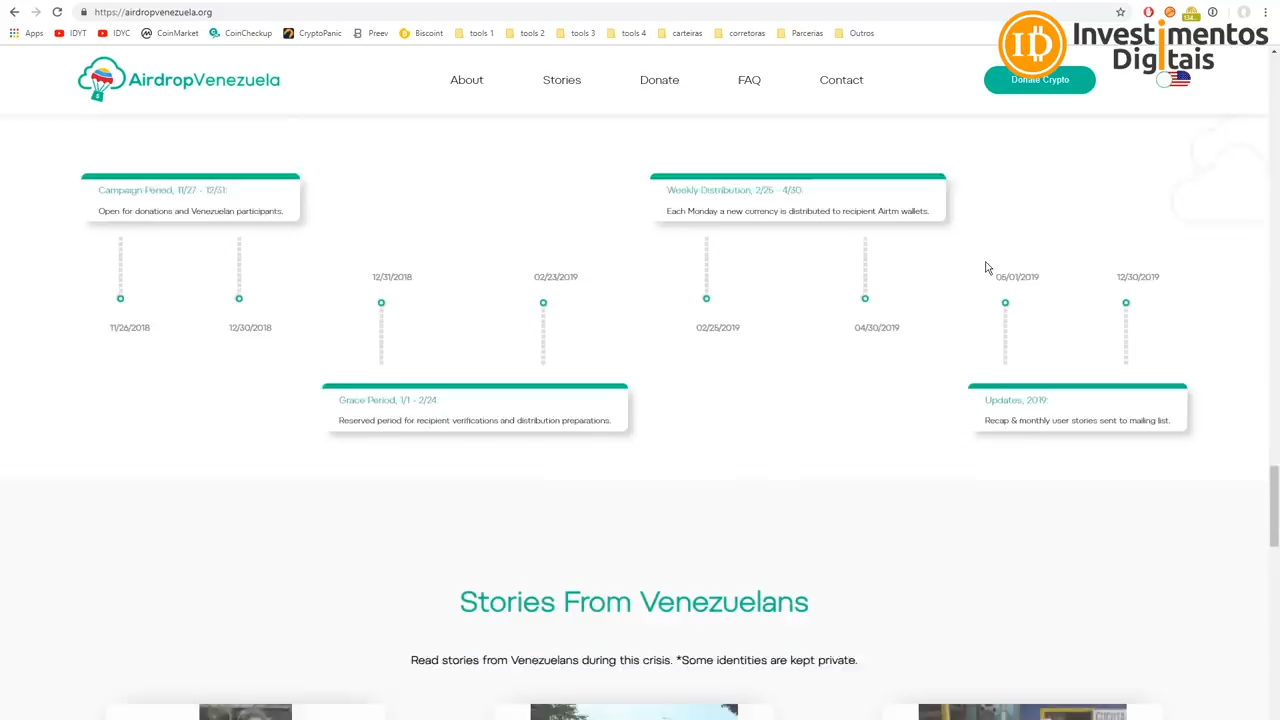 https://airdropvenezuela.org
Apps IDYT IDYC CoinMarket CoinCheckup CryptoPanic Preev Biscoint tools 1 tools 2 tools 3 tools 4 carteiras corretoras Parcerias Outros
ID Investimentos
Digitais
AirdropVenezuela About Stories Donate FAQ Contact Donate Crypto
Campaign Period, 11/27 - 12/31:
Open for donations and Venezuelan participants.
Weekly Distribution, 2/25 - 4/30:
Each Monday a new currency is distributed to recipient Airtm wallets.
12/31/2018 02/23/2019 05/01/2019 12/30/2019
11/26/2018 12/30/2018 02/25/2019 04/30/2019
Grace Period, 1/1 - 2/24:
Reserved period for recipient verifications and distribution preparations.
Updates, 2019:
Recap & monthly user stories sent to mailing list.
Stories From Venezuelans
Read stories from Venezuelans during this crisis. *Some identities are kept private.